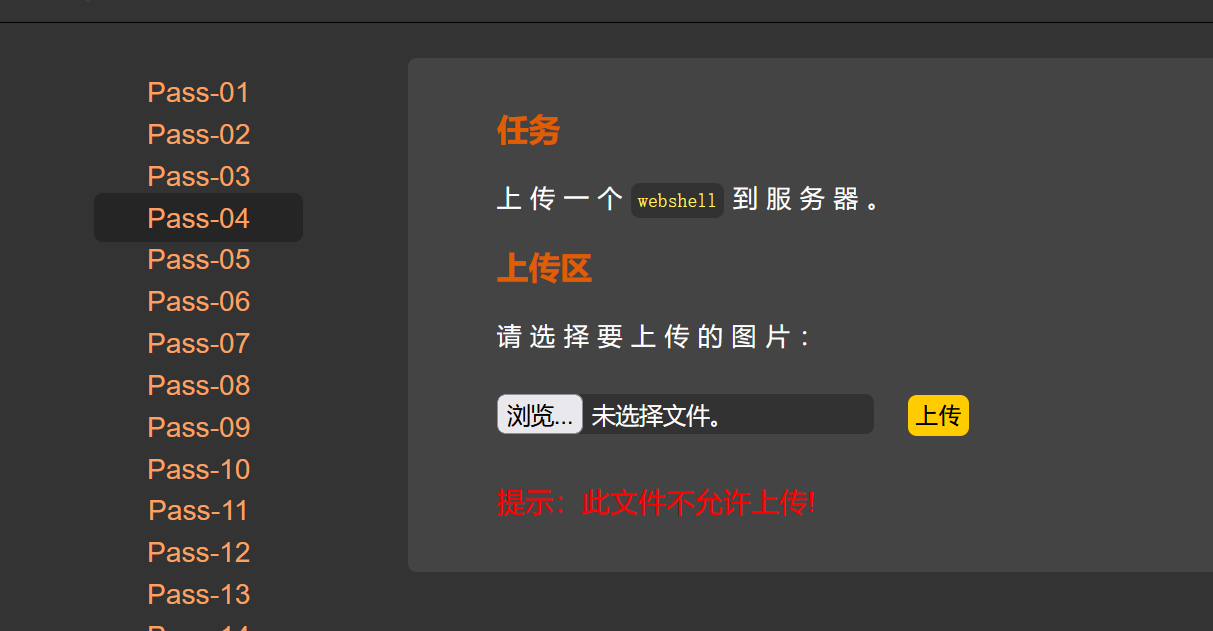 Pass-01
Pass-02
Pass-03
Pass-04
Pass-05
Pass-06
Pass-07
Pass-08
Pass-09
Pass-10
Pass-11
Pass-12
Pass-13
任务
上传一个 webshell 到服务器。
上传区
请选择要上传的图片：
浏览... 未选择文件。 上传
提示：此文件不允许上传!